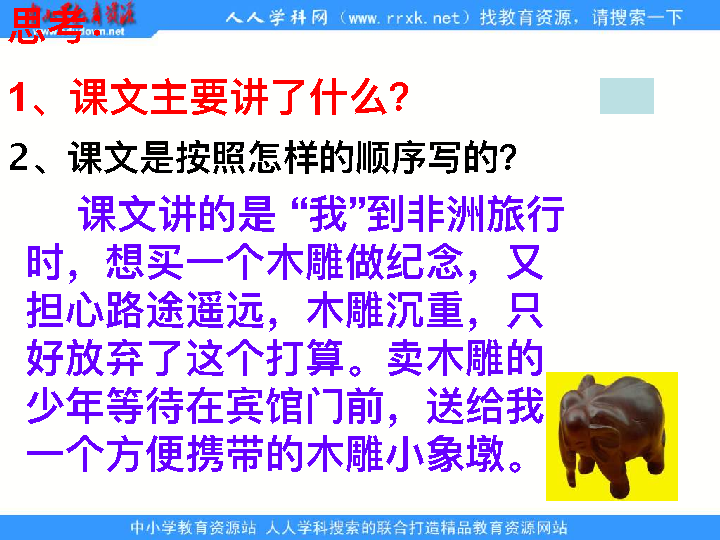 思考：
www.sydown.net
人人学科网（www.rrxk.net）找教育资源，请搜索一下
1、课文主要讲了什么？
2、课文是按照怎样的顺序写的？
课文讲的是 “我”到非洲旅行
时，想买一个木雕做纪念，又
担心路途遥远，木雕沉重，只
好放弃了这个打算。卖木雕的
少年等待在宾馆门前，送给我
一个方便携带的木雕小象墩。
中小学教育资源站 人人学科搜索的联合打造精品教育资源网站